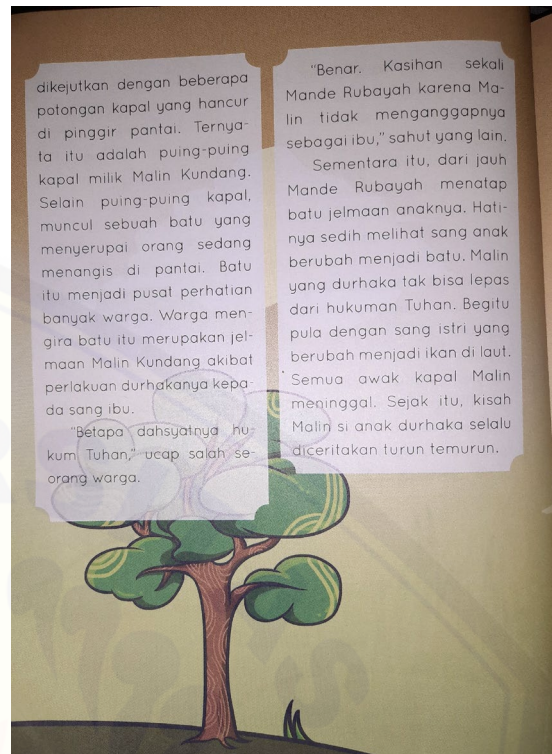 dikejutkan dengan beberapa
potongan kapal yang hancur
di pinggir pantai. Ternya-
ta itu adalah puing-puing
kapal milik Malin Kundang.
Selain puing-puing kapal,
muncul sebuah batu yang
menyerupai orang sedang
menangis di pantai. Batu
itu menjadi pusat perhatian
banyak warga. Warga men-
gira batu itu merupakan jel-
maan Malin Kundang akibat
perlakuan durhakanya kepa-
da sang ibu.
"Betapa dahsyatnya hu-
kum Tuhan," ucap salah se-
orang warga.
"Benar. Kasihan sekali
Mande Rubayah karena Ma-
lin tidak menganggapnya
sebagai ibu," sahut yang lain.
Sementara itu, dari jauh
Mande Rubayah menatap
batu jelmaan anaknya. Hati-
nya sedih melihat sang anak
berubah menjadi batu. Malin
yang durhaka tak bisa lepas
dari hukuman Tuhan. Begitu
pula dengan sang istri yang
berubah menjadi ikan di laut.
Semua awak kapal Malin
meninggal. Sejak itu, kisah
Malin si anak durhaka selalu
diceritakan turun temurun.